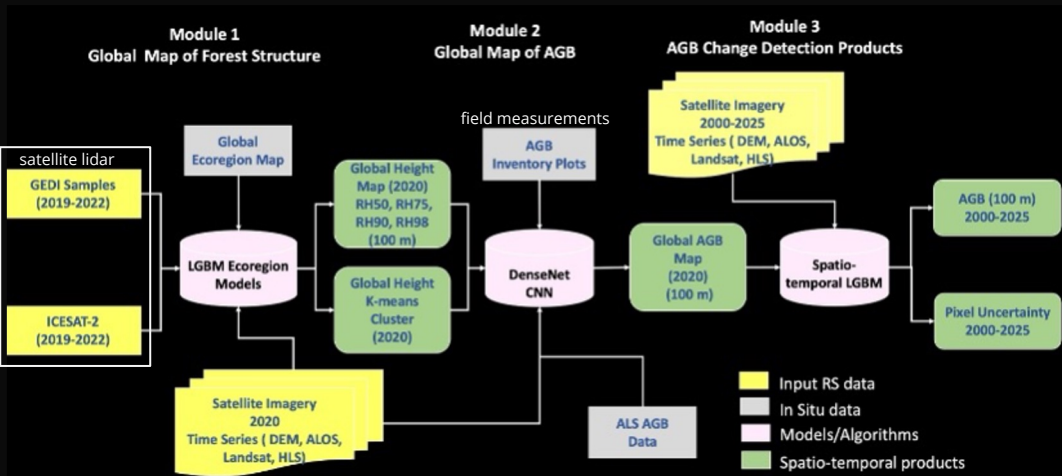 Module 1
Global Map of Forest Structure
Module 2
Global Map of AGB
Module 3
AGB Change Detection Products
satellite lidar
GEDI Samples
(2019-2022)
ICESAT-2
(2019-2022)
Global
Ecoregion Map
LGBM Ecoregion
Models
Satellite Imagery
2020
Time Series ( DEM, ALOS,
Landsat, HLS)
Global Height
Map (2020)
RH50, RH75,
RH90, RH98
(100 m)
Global Height
K-means
Cluster
(2020)
field measurements
AGB
Inventory Plots
DenseNet
CNN
ALS AGB
Data
Global AGB
Map
(2020)
(100 m)
Satellite Imagery
2000-2025
Time Series ( DEM, ALOS,
Landsat, HLS)
Spatio-
temporal LGBM
AGB (100 m)
2000-2025
Pixel Uncertainty
2000-2025
Input RS data
In Situ data
Models/Algorithms
Spatio-temporal products